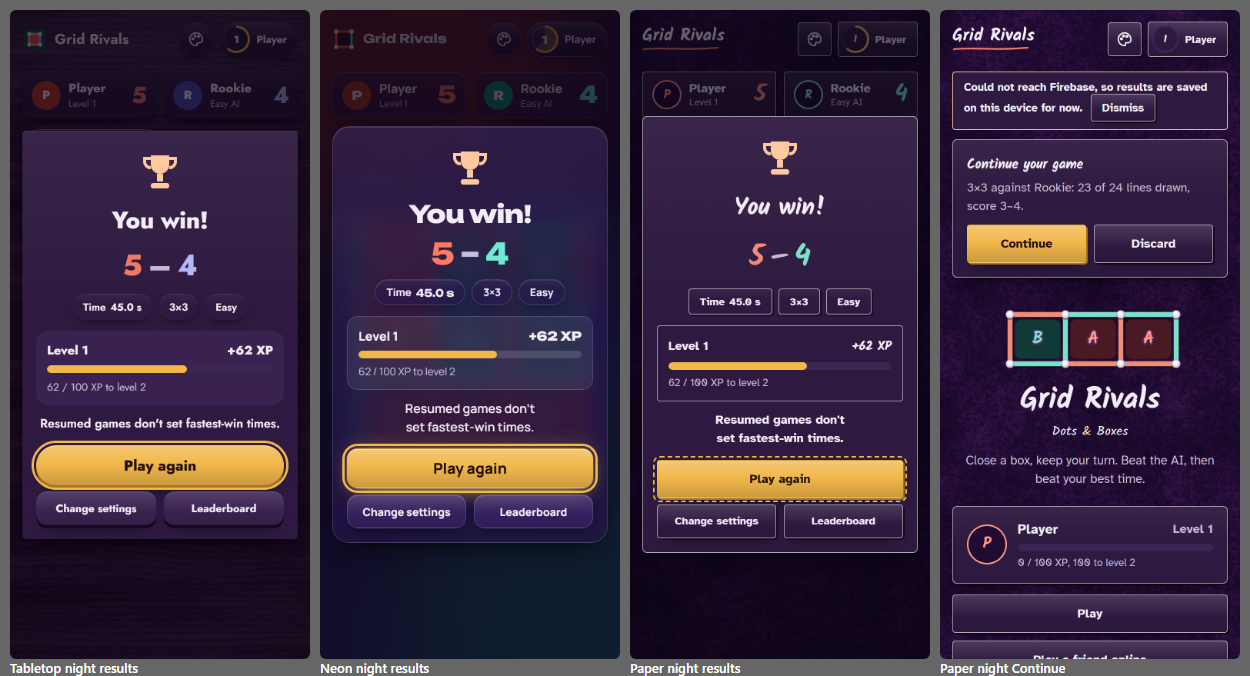 Grid Rivals
1 Player
P Player Level 1 5
R Rookie Easy AI 4
You win!
5 – 4
Time 45.0 s
3×3
Easy
Level 1 +62 XP
62 / 100 XP to level 2
Resumed games don't set fastest-win times.
Play again
Change settings
Leaderboard
Tabletop night results
Grid Rivals
1 Player
P Player Level 1 5
R Rookie Easy AI 4
You win!
5 – 4
Time 45.0 s
3×3
Easy
Level 1 +62 XP
62 / 100 XP to level 2
Resumed games don't
set fastest-win times.
Play again
Change settings
Leaderboard
Neon night results
Grid Rivals
1 Player
P Player Level 1 5
R Rookie Easy AI 4
You win!
5 – 4
Time 45.0 s
3×3
Easy
Level 1 +62 XP
62 / 100 XP to level 2
Resumed games don't
set fastest-win times.
Play again
Change settings
Leaderboard
Paper night results
Grid Rivals
1 Player
Could not reach Firebase, so results are saved
on this device for now. Dismiss
Continue your game
3×3 against Rookie: 23 of 24 lines drawn,
score 3–4.
Continue
Discard
B A A
Grid Rivals
Dots & Boxes
Close a box, keep your turn. Beat the AI, then
beat your best time.
P Player Level 1
0 / 100 XP, 100 to level 2
Play
Play a friend online
Paper night Continue